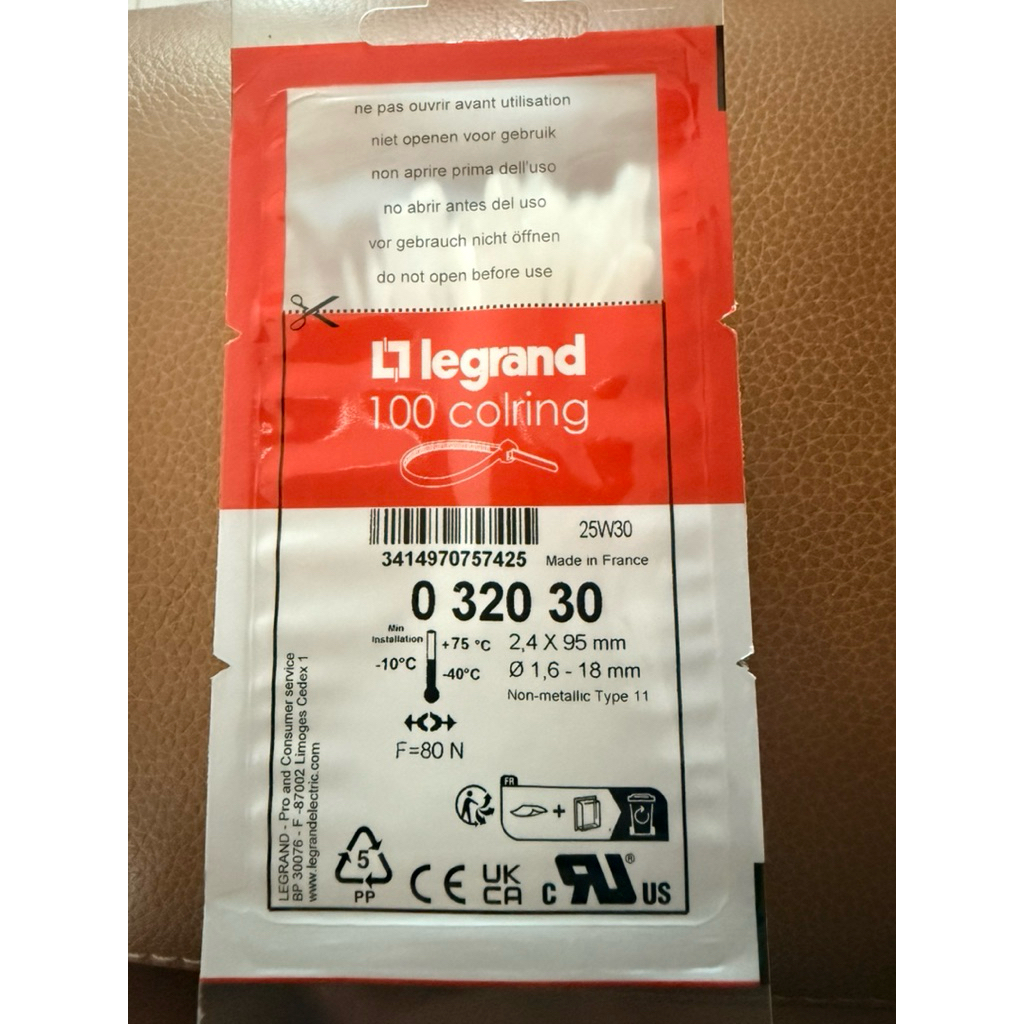 ne pas ouvrir avant utilisation
niet openen voor gebruik
non aprire prima dell'uso
no abrir antes del uso
vor gebrauch nicht öffnen
do not open before use
legrand
100 colring
25W30
3414970757425 Made in France
0 320 30
Min
Installation
+75 °C
2,4 X 95 mm
-10°C
-40°C
Ø 1,6 - 18 mm
Non-metallic Type 11
F=80 N
FR
5
PP
CE
UK
CA
c RU® US
LEGRAND - Pro and Consumer service
BP 30076 - F -87002 Limoges Cedex 1
www.legrandelectric.com